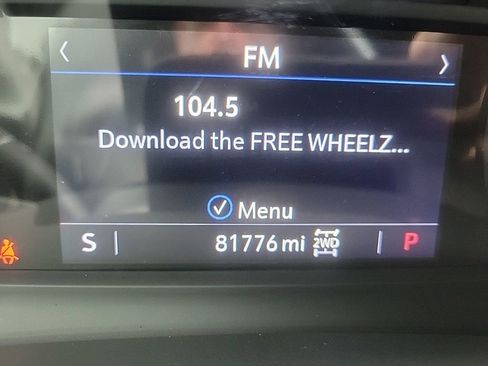 FM
104.5
Download the FREE WHEELZ...
Menu
S 81776 mi 2WD P